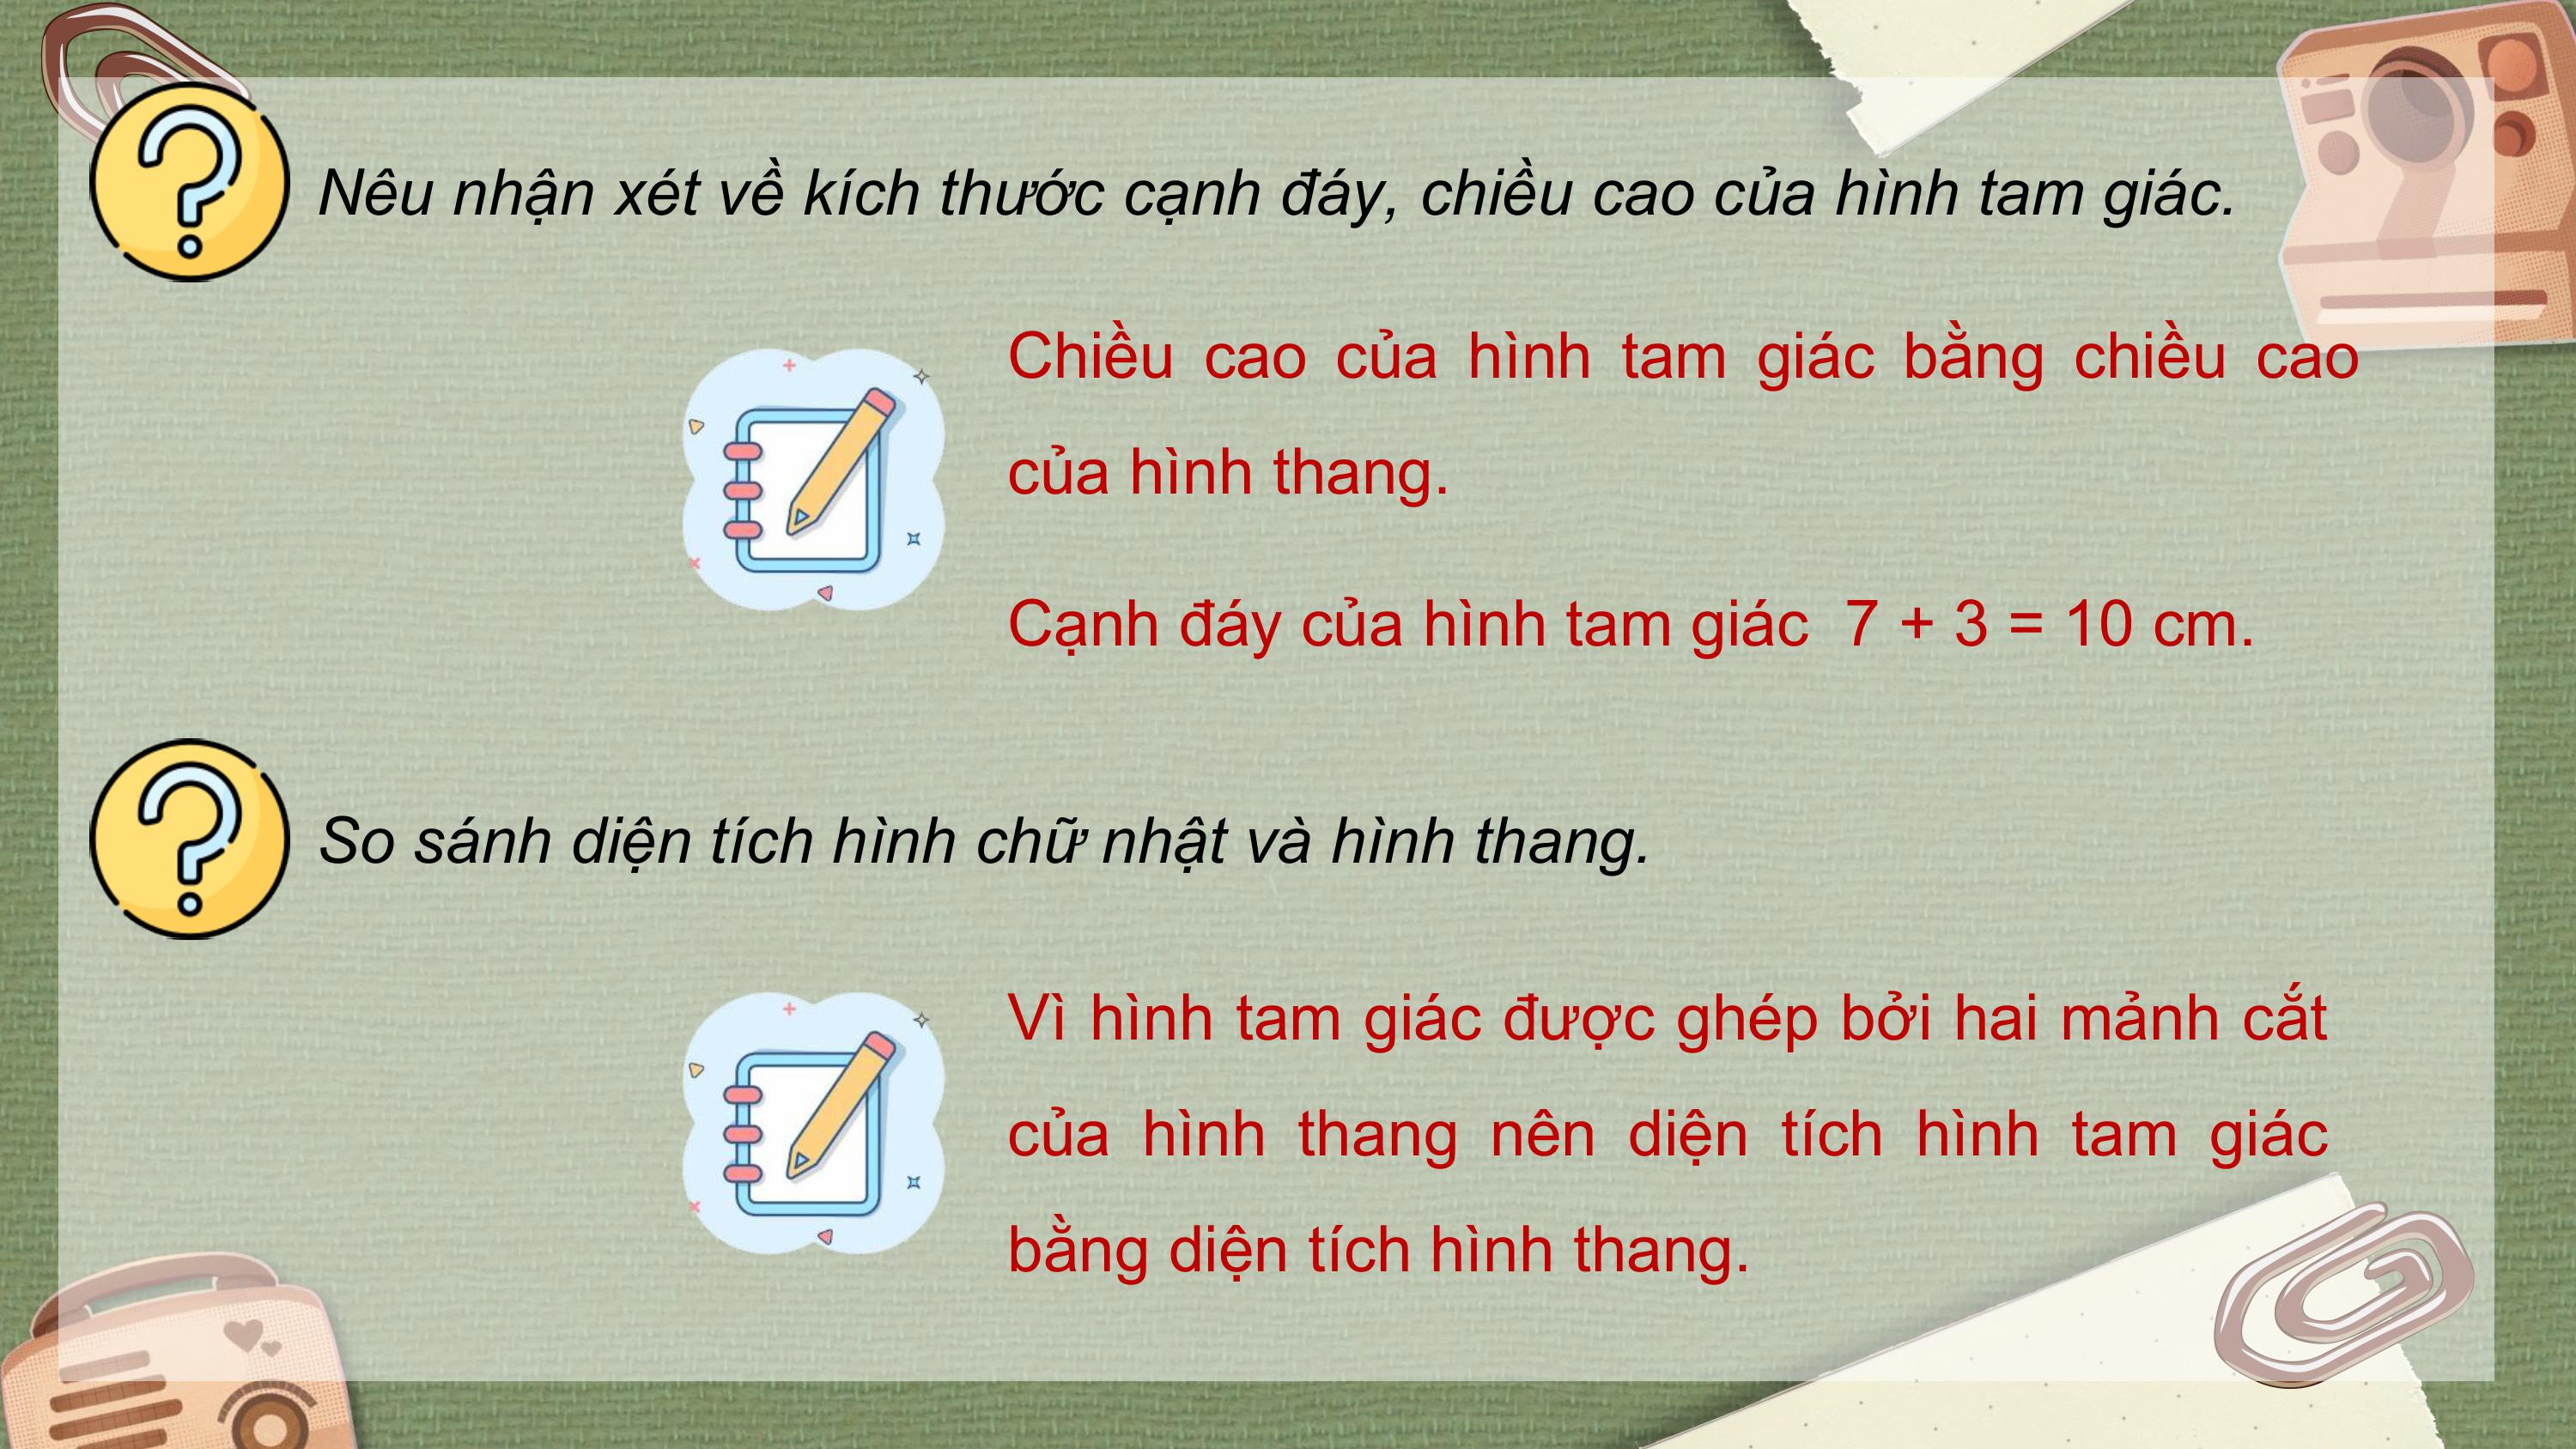 Nêu nhận xét về kích thước cạnh đáy, chiều cao của hình tam giác.
Chiều cao của hình tam giác bằng chiều cao
của hình thang.
Cạnh đáy của hình tam giác 7 + 3 = 10 cm.
So sánh diện tích hình chữ nhật và hình thang.
Vì hình tam giác được ghép bởi hai mảnh cắt
của hình thang nên diện tích hình tam giác
bằng diện tích hình thang.